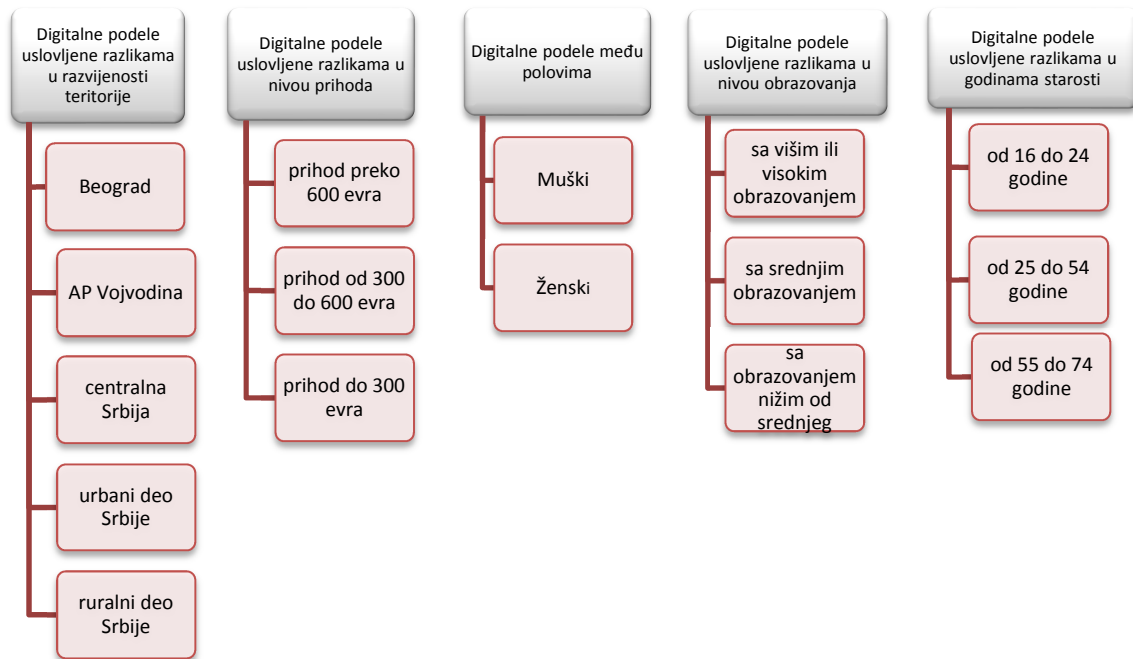 Digitalne podele
uslovljene razlikama
u razvijenosti
teritorije
Beograd
AP Vojvodina
centralna
Srbija
urbani deo
Srbije
ruralni deo
Srbije
Digitalne podele
uslovljene razlikama u
nivou prihoda
prihod preko
600 evra
prihod od 300
do 600 evra
prihod do 300
evra
Digitalne podele među
polovima
Muški
Ženski
Digitalne podele
uslovljene razlikama u
nivou obrazovanja
sa višim ili
visokim
obrazovanjem
sa srednjim
obrazovanjem
sa
obrazovanjem
nižim od
srednjeg
Digitalne podele
uslovljene razlikama u
godinama starosti
od 16 do 24
godine
od 25 do 54
godine
od 55 do 74
godine